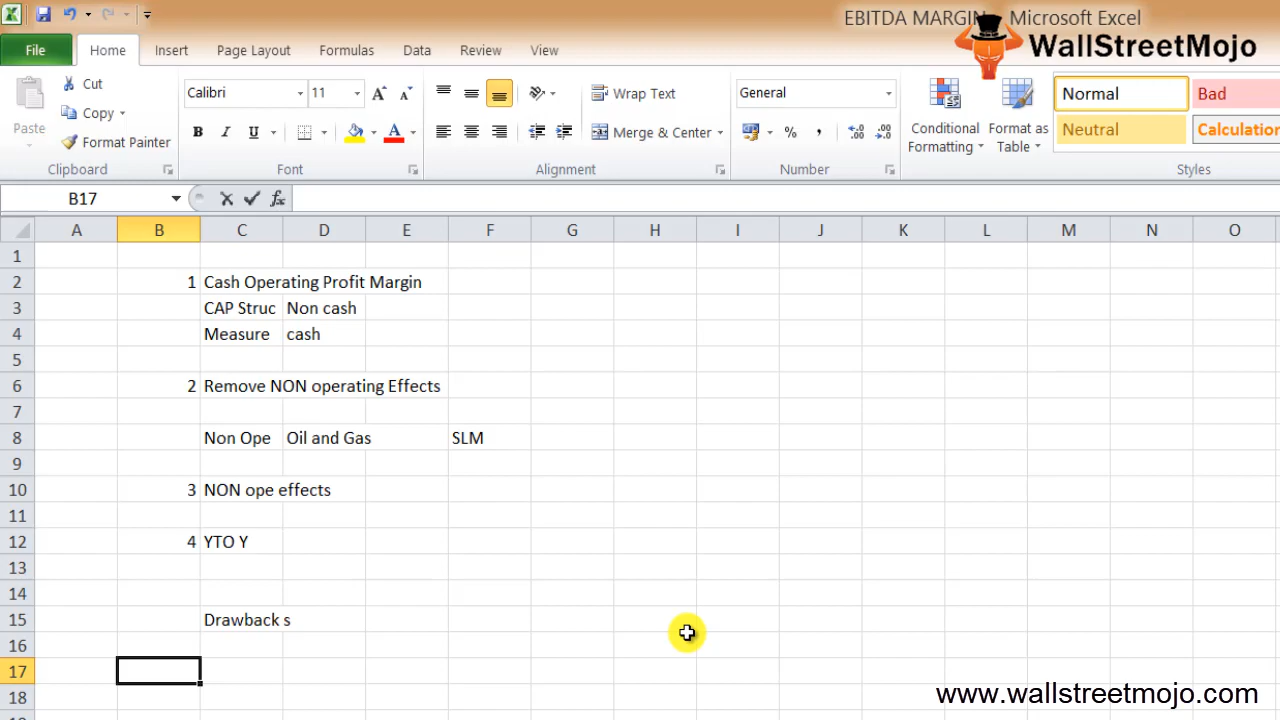 EBITDA MARGIN - Microsoft Excel
WallStreetMojo
File Home Insert Page Layout Formulas Data Review View
Paste
Cut
Copy
Format Painter
Clipboard
Calibri 11
B I U
Font
Wrap Text
Merge & Center
Alignment
General
%
Number
Conditional Formatting
Format as Table
Normal
Bad
Neutral
Calculation
Styles
B17
fx
A B C D E F G H I J K L M N O
1
2 1 Cash Operating Profit Margin
3 CAP Struc Non cash
4 Measure cash
5
6 2 Remove NON operating Effects
7
8 Non Ope Oil and Gas SLM
9
10 3 NON ope effects
11
12 4 YTO Y
13
14
15 Drawback s
16
17
18
www.wallstreetmojo.com